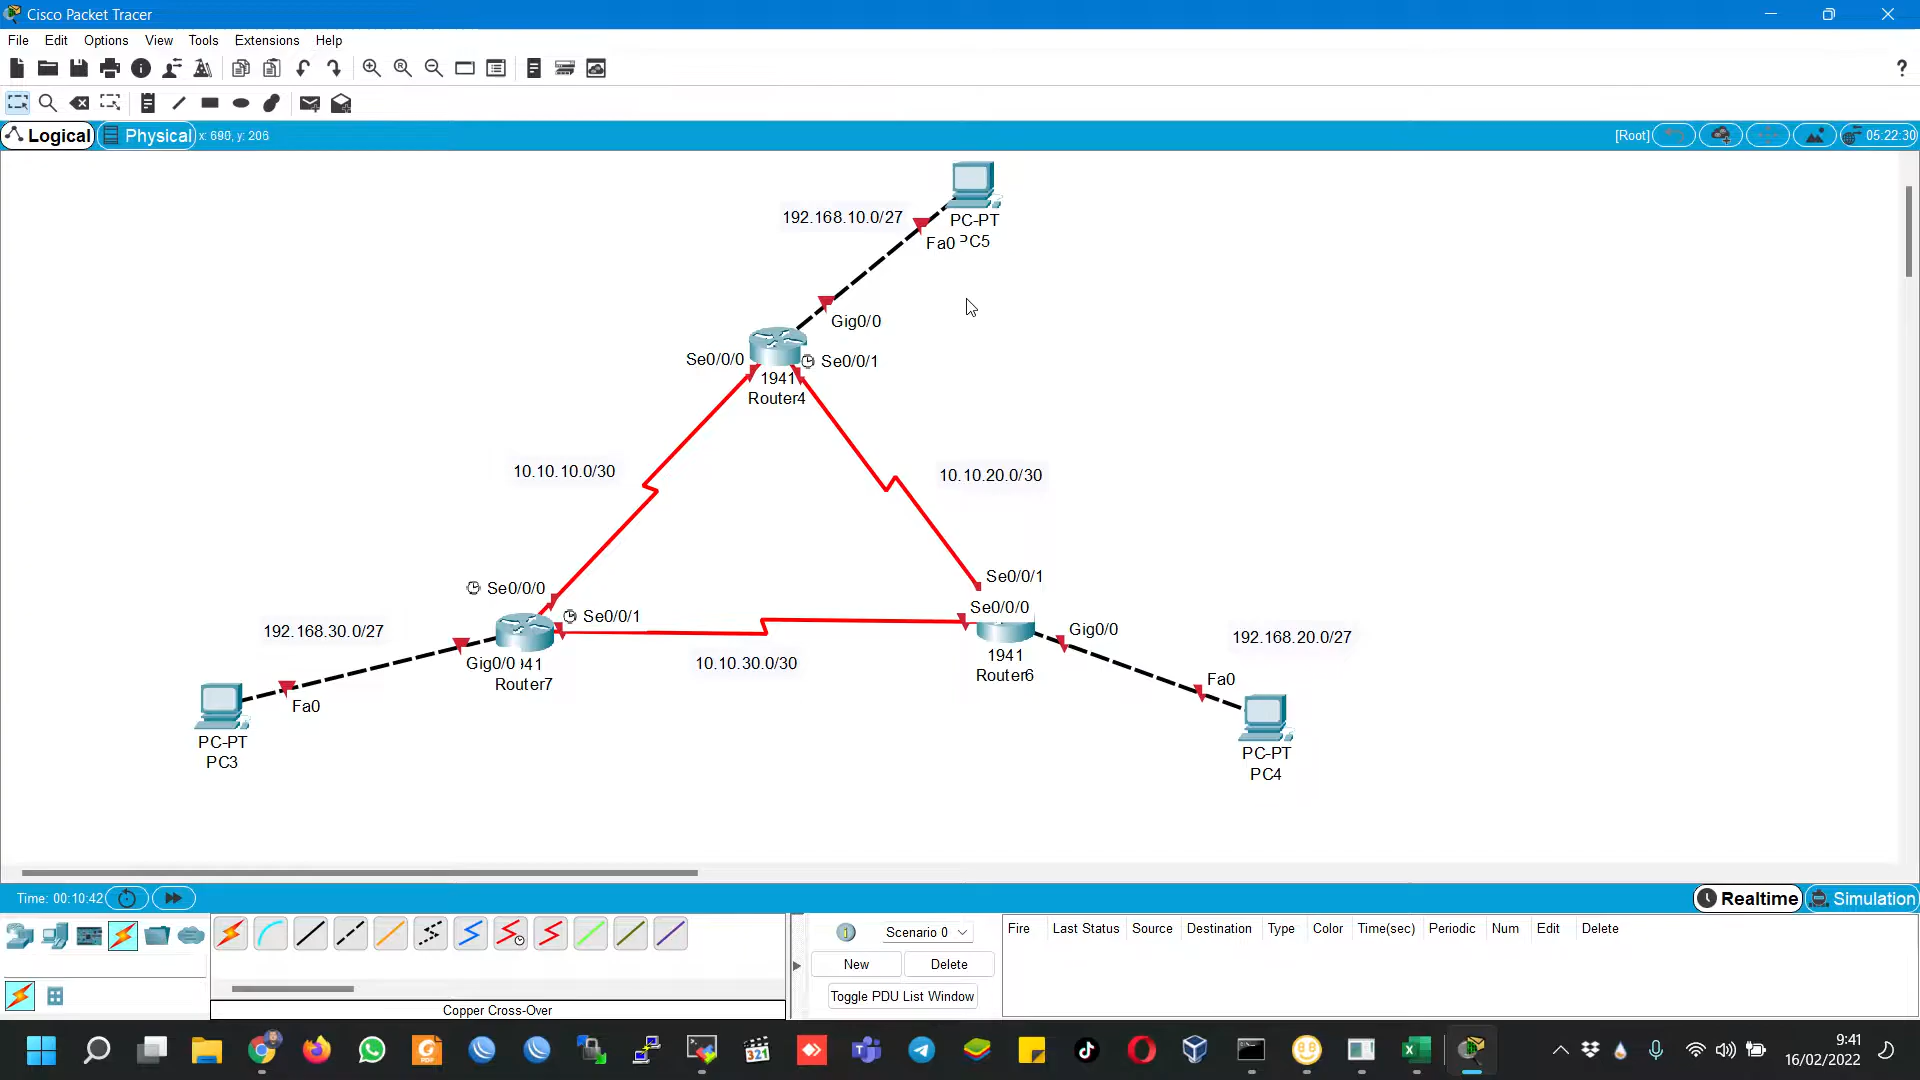 Cisco Packet Tracer
File Edit Options View Tools Extensions Help
?
Logical Physical x: 690, y: 206 [Root] 05:22:30
PC-PT
PC5
192.168.10.0/27
Fa0
Gig0/0
Se0/0/0 Se0/0/1
1941
Router4
10.10.10.0/30
10.10.20.0/30
Se0/0/1
Se0/0/0
Se0/0/0
Se0/0/1
192.168.30.0/27
Gig0/0
192.168.20.0/27
Gig0/0 41
Router7
10.10.30.0/30
1941
Router6
Fa0
Fa0
PC-PT
PC3
PC-PT
PC4
Time: 00:10:42 Realtime Simulation
1 Scenario 0 Fire Last Status Source Destination Type Color Time(sec) Periodic Num Edit Delete
New Delete
Toggle PDU List Window
Copper Cross-Over
321
9:41
16/02/2022